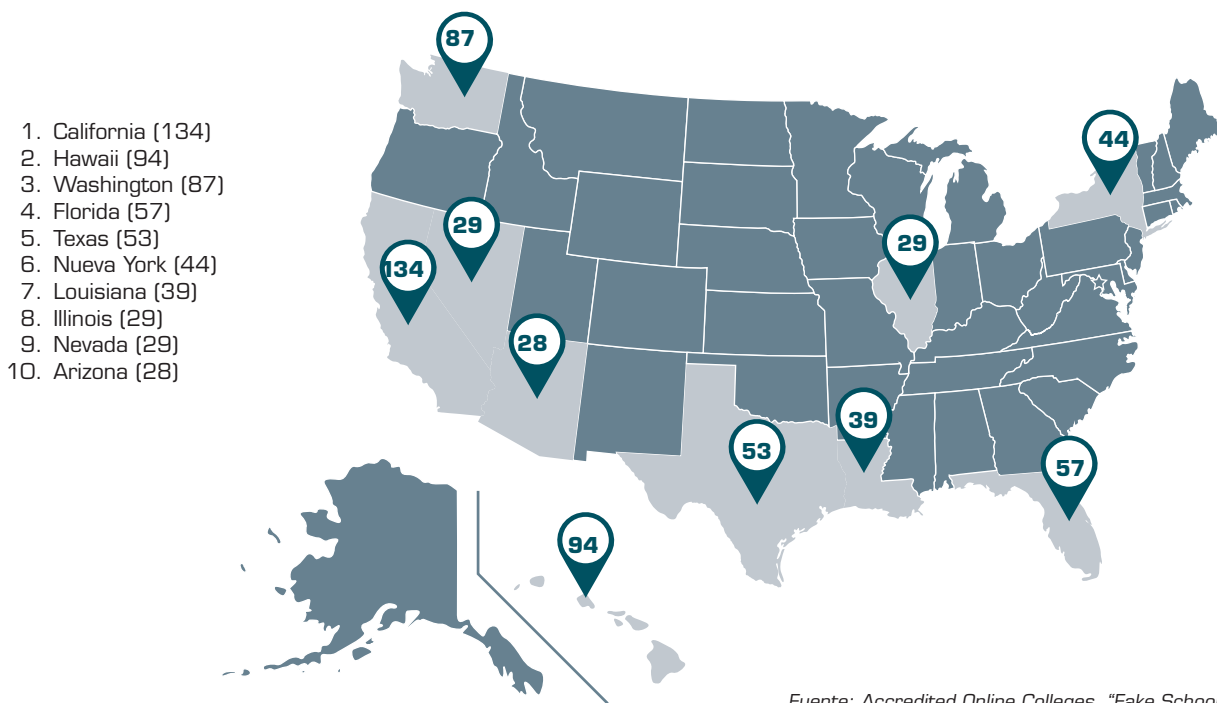 1. California (134)
2. Hawaii (94)
3. Washington (87)
4. Florida (57)
5. Texas (53)
6. Nueva York (44)
7. Louisiana (39)
8. Illinois (29)
9. Nevada (29)
10. Arizona (28)
87
44
29
29
134
28
39
53
57
94
Fuente: Accredited Online Colleges, “Fake School